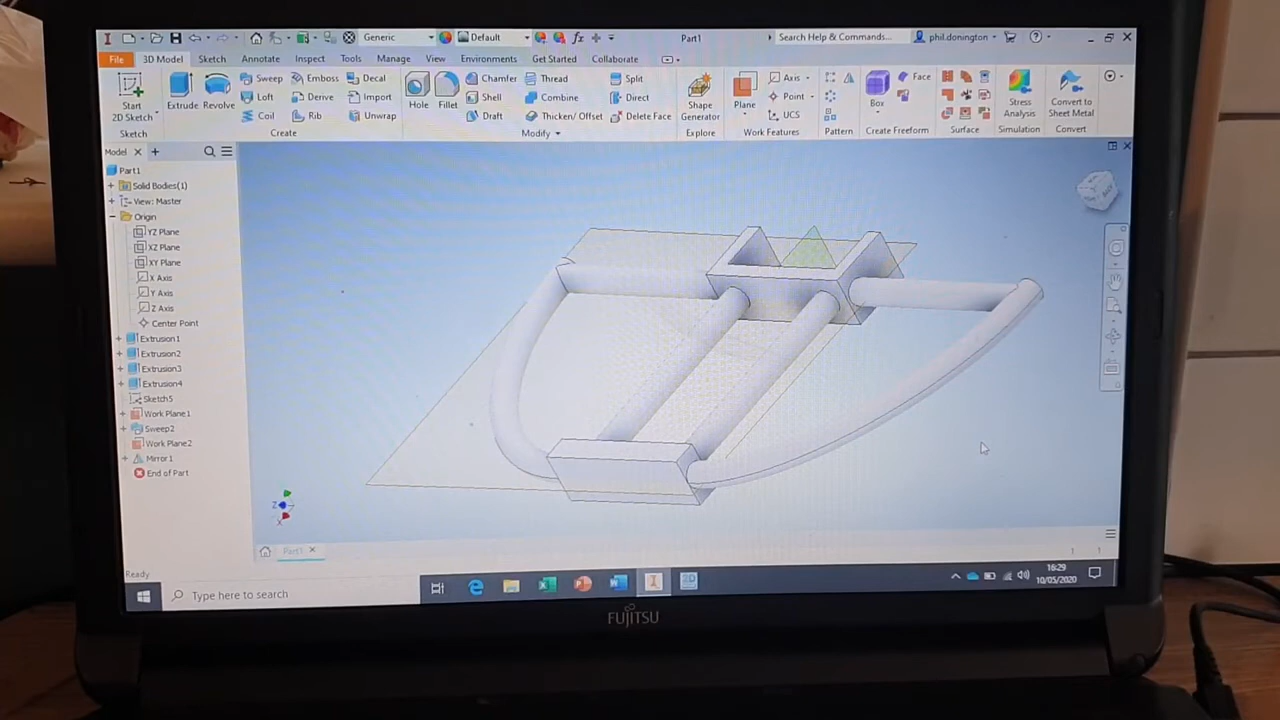 Generic
Default
fx
Part1
Search Help & Commands...
phil.donington
File
3D Model
Sketch
Annotate
Inspect
Tools
Manage
View
Environments
Get Started
Collaborate
Start
2D Sketch
Extrude
Revolve
Sweep
Emboss
Decal
Loft
Derive
Import
Coil
Rib
Unwrap
Hole
Fillet
Chamfer
Thread
Split
Shell
Combine
Direct
Draft
Thicken/ Offset
Delete Face
Shape
Generator
Plane
Axis
Point
UCS
Box
Face
Stress
Analysis
Convert to
Sheet Metal
Sketch
Create
Modify
Explore
Work Features
Pattern
Create Freeform
Surface
Simulation
Convert
Model
Part1
Solid Bodies(1)
View: Master
Origin
YZ Plane
XZ Plane
XY Plane
X Axis
Y Axis
Z Axis
Center Point
Extrusion1
Extrusion2
Extrusion3
Extrusion4
Sketch5
Work Plane1
Sweep2
Work Plane2
Mirror1
End of Part
Z
X
Part1
Ready
1 1
Type here to search
16:29
10/05/2020
FUJITSU